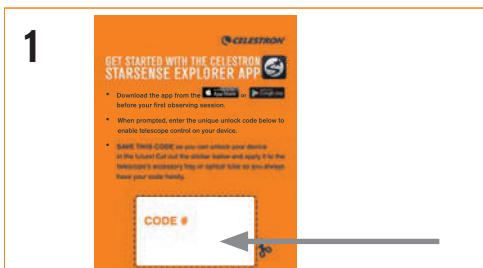 1
CELESTRON
GET STARTED WITH THE CELESTRON
STARSENSE EXPLORER APP
• Download the app from the App Store or Google play
before your first observing session.
• When prompted, enter the unique unlock code below to
enable telescope control on your device.
• SAVE THIS CODE so you can unlock your device
in the future! Cut out the sticker below and apply it to the
telescope's accessory tray or optical tube so you always
have your code handy.
CODE #